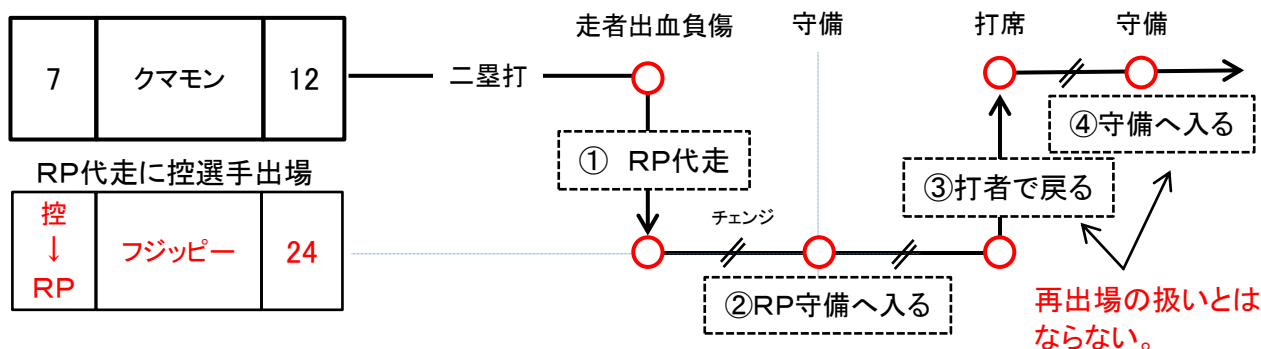 走者出血負傷 守備 打席 守備
7 クマモン 12 二塁打
④守備へ入る
① RP代走
RP代走に控選手出場
③打者で戻る
控
↓
RP
フジッピー 24
チェンジ
②RP守備へ入る
再出場の扱いとは
ならない。